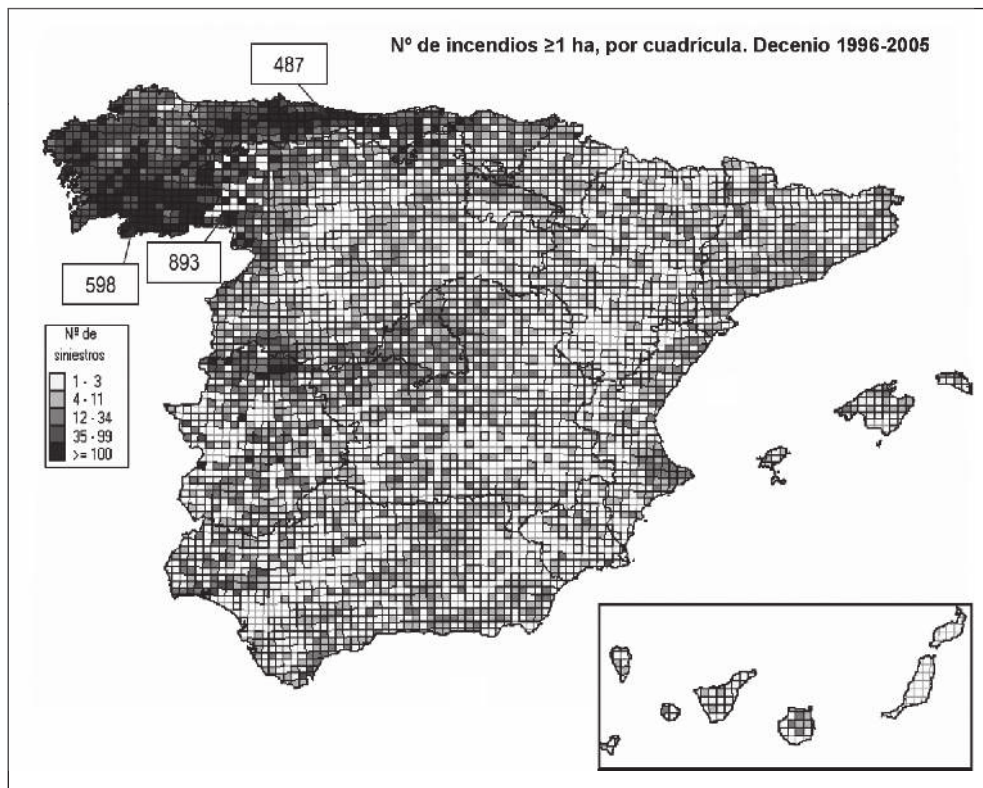 Nº de incendios ≥1 ha, por cuadrícula. Decenio 1996-2005
487
893
598
Nº de
siniestros
1 - 3
4 - 11
12 - 34
35 - 99
>= 100